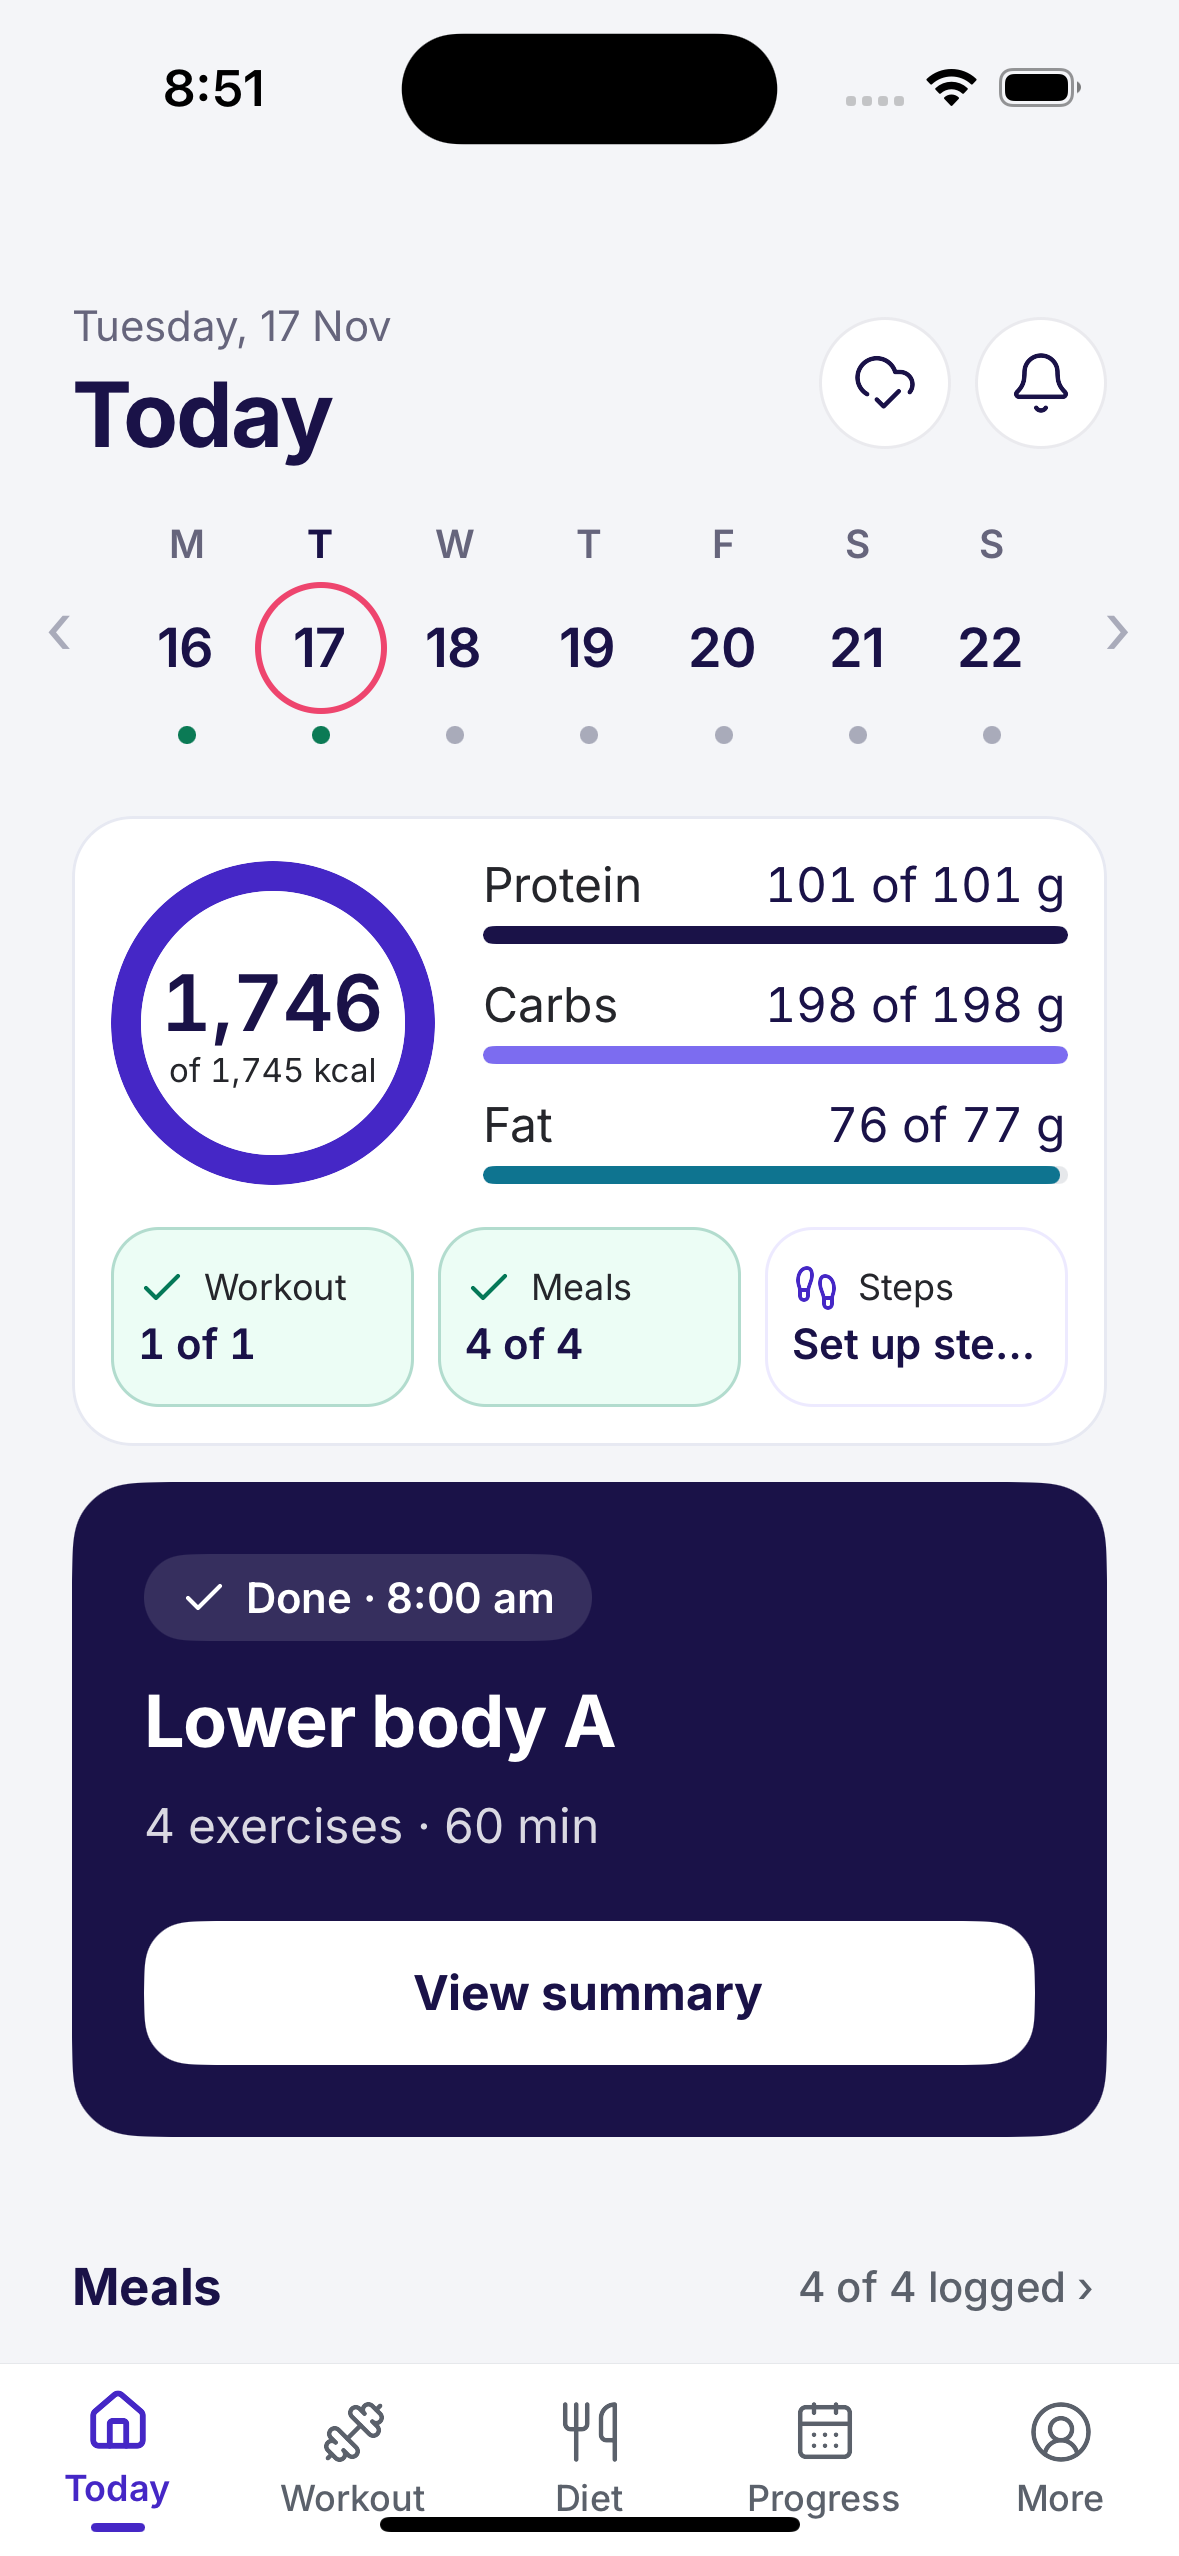 8:51
Tuesday, 17 Nov
Today
M T W T F S S
‹ 16 17 18 19 20 21 22 ›
1,746
of 1,745 kcal
Protein 101 of 101 g
Carbs 198 of 198 g
Fat 76 of 77 g
Workout
1 of 1
Meals
4 of 4
Steps
Set up ste...
Done · 8:00 am
Lower body A
4 exercises · 60 min
View summary
Meals 4 of 4 logged ›
Today Workout Diet Progress More